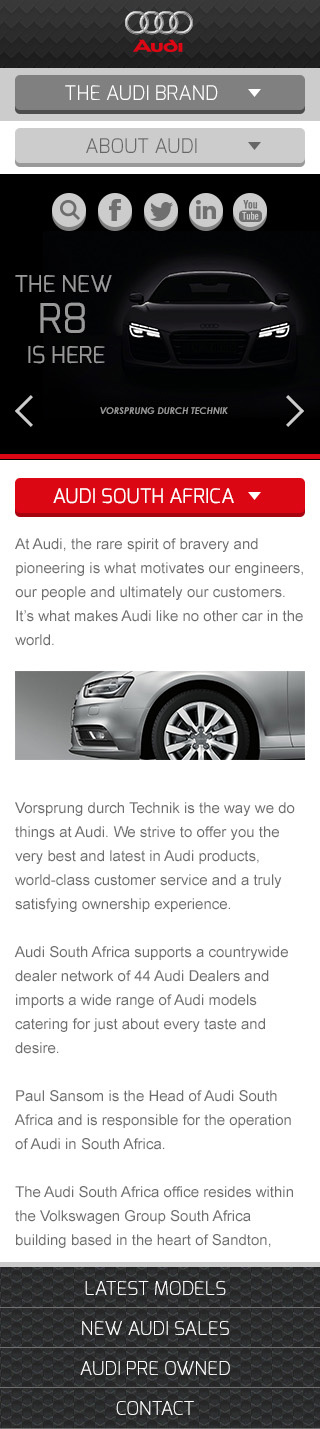 Audi
THE AUDI BRAND
ABOUT AUDI
You
Tube
THE NEW
R8
IS HERE
VORSPRUNG DURCH TECHNIK
AUDI SOUTH AFRICA
At Audi, the rare spirit of bravery and
pioneering is what motivates our engineers,
our people and ultimately our customers.
It’s what makes Audi like no other car in the
world.
Vorsprung durch Technik is the way we do
things at Audi. We strive to offer you the
very best and latest in Audi products,
world-class customer service and a truly
satisfying ownership experience.
Audi South Africa supports a countrywide
dealer network of 44 Audi Dealers and
imports a wide range of Audi models
catering for just about every taste and
desire.
Paul Sansom is the Head of Audi South
Africa and is responsible for the operation
of Audi in South Africa.
The Audi South Africa office resides within
the Volkswagen Group South Africa
building based in the heart of Sandton,
LATEST MODELS
NEW AUDI SALES
AUDI PRE OWNED
CONTACT